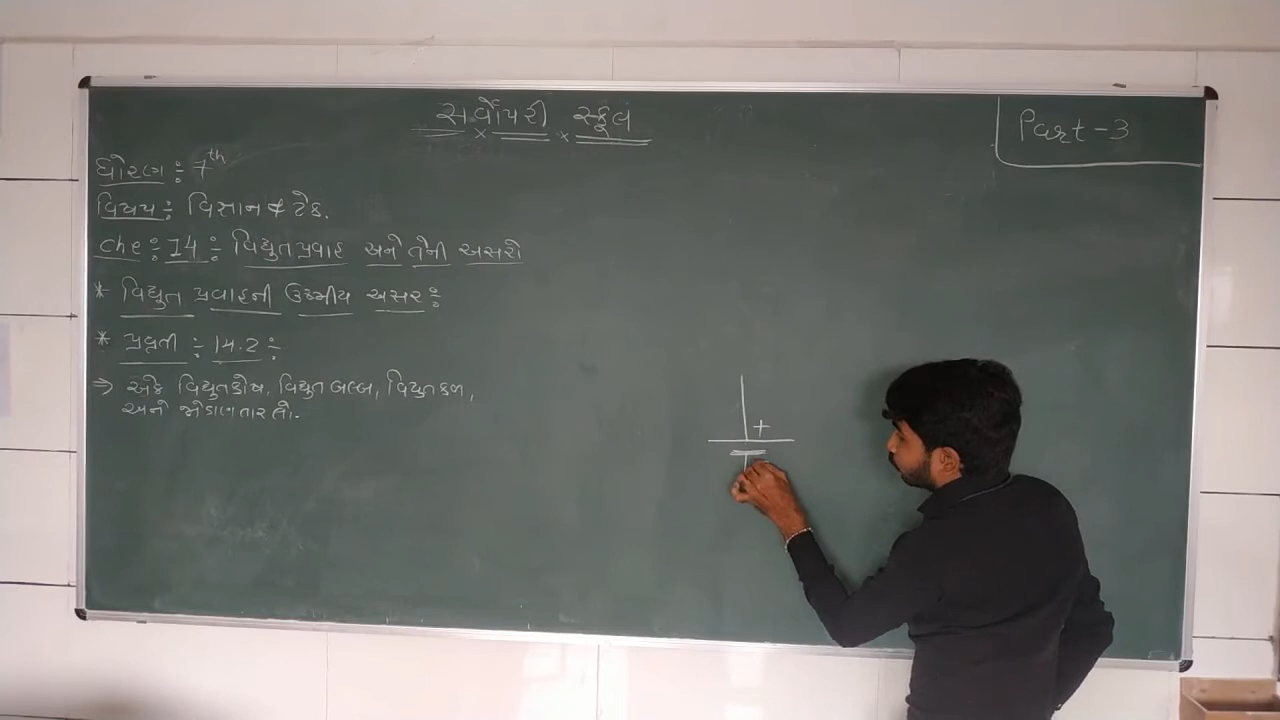 સર્વોપરી સ્કૂલ
Part-3
ધોરણ : 7th
વિષય : વિજ્ઞાન & ટેક.
che : 14 : વિદ્યુતપ્રવાહ અને તેની અસરો
* વિદ્યુત પ્રવાહની ઉષ્મીય અસર :
* પ્રવૃતી : 14.2 :
⇒ એક વિદ્યુતકોષ, વિદ્યુત બલ્બ, વિદ્યુતકળ,
અને જોડાણતાર લો.
+